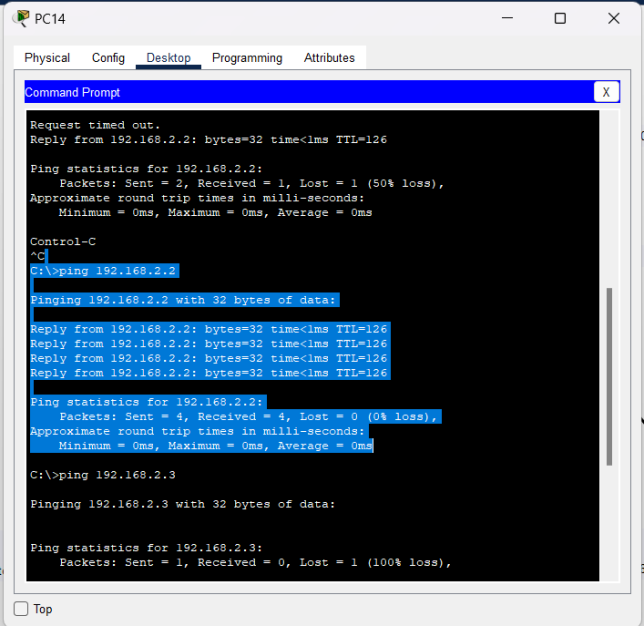 PC14
Physical Config Desktop Programming Attributes
Command Prompt X
Request timed out.
Reply from 192.168.2.2: bytes=32 time<1ms TTL=126
Ping statistics for 192.168.2.2:
Packets: Sent = 2, Received = 1, Lost = 1 (50% loss),
Approximate round trip times in milli-seconds:
Minimum = 0ms, Maximum = 0ms, Average = 0ms
Control-C
^C
C:\>ping 192.168.2.2
Pinging 192.168.2.2 with 32 bytes of data:
Reply from 192.168.2.2: bytes=32 time<1ms TTL=126
Reply from 192.168.2.2: bytes=32 time<1ms TTL=126
Reply from 192.168.2.2: bytes=32 time<1ms TTL=126
Reply from 192.168.2.2: bytes=32 time<1ms TTL=126
Ping statistics for 192.168.2.2:
Packets: Sent = 4, Received = 4, Lost = 0 (0% loss),
Approximate round trip times in milli-seconds:
Minimum = 0ms, Maximum = 0ms, Average = 0ms
C:\>ping 192.168.2.3
Pinging 192.168.2.3 with 32 bytes of data:
Ping statistics for 192.168.2.3:
Packets: Sent = 1, Received = 0, Lost = 1 (100% loss),
Top